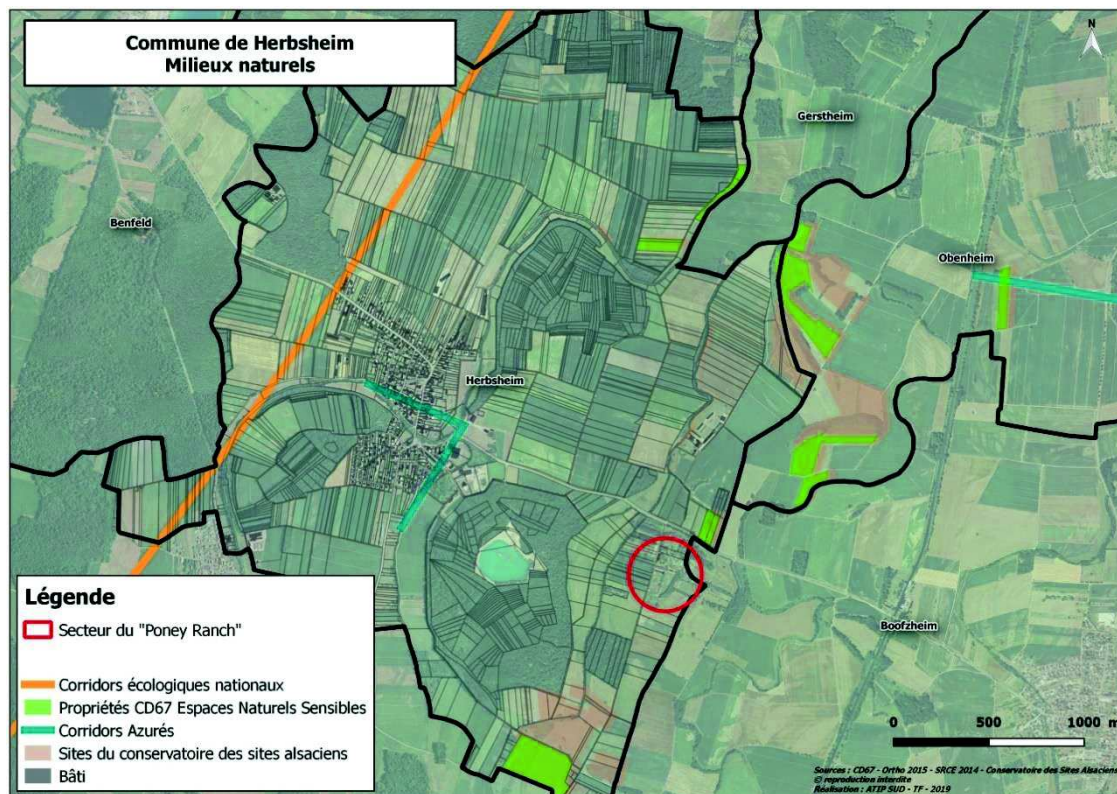 Commune de Herbsheim
Milieux naturels
N
Gerstheim
Benfeld
Obenheim
Herbsheim
Boofzheim
Légende
Secteur du "Poney Ranch"
Corridors écologiques nationaux
Propriétés CD67 Espaces Naturels Sensibles
Corridors Azurés
Sites du conservatoire des sites alsaciens
Bâti
0 500 1000 m
Sources : CD67 - Ortho 2015 - SRCE 2014 - Conservatoire des Sites Alsaciens
© reproduction interdite
Réalisation : ATIP SUD - TF - 2019